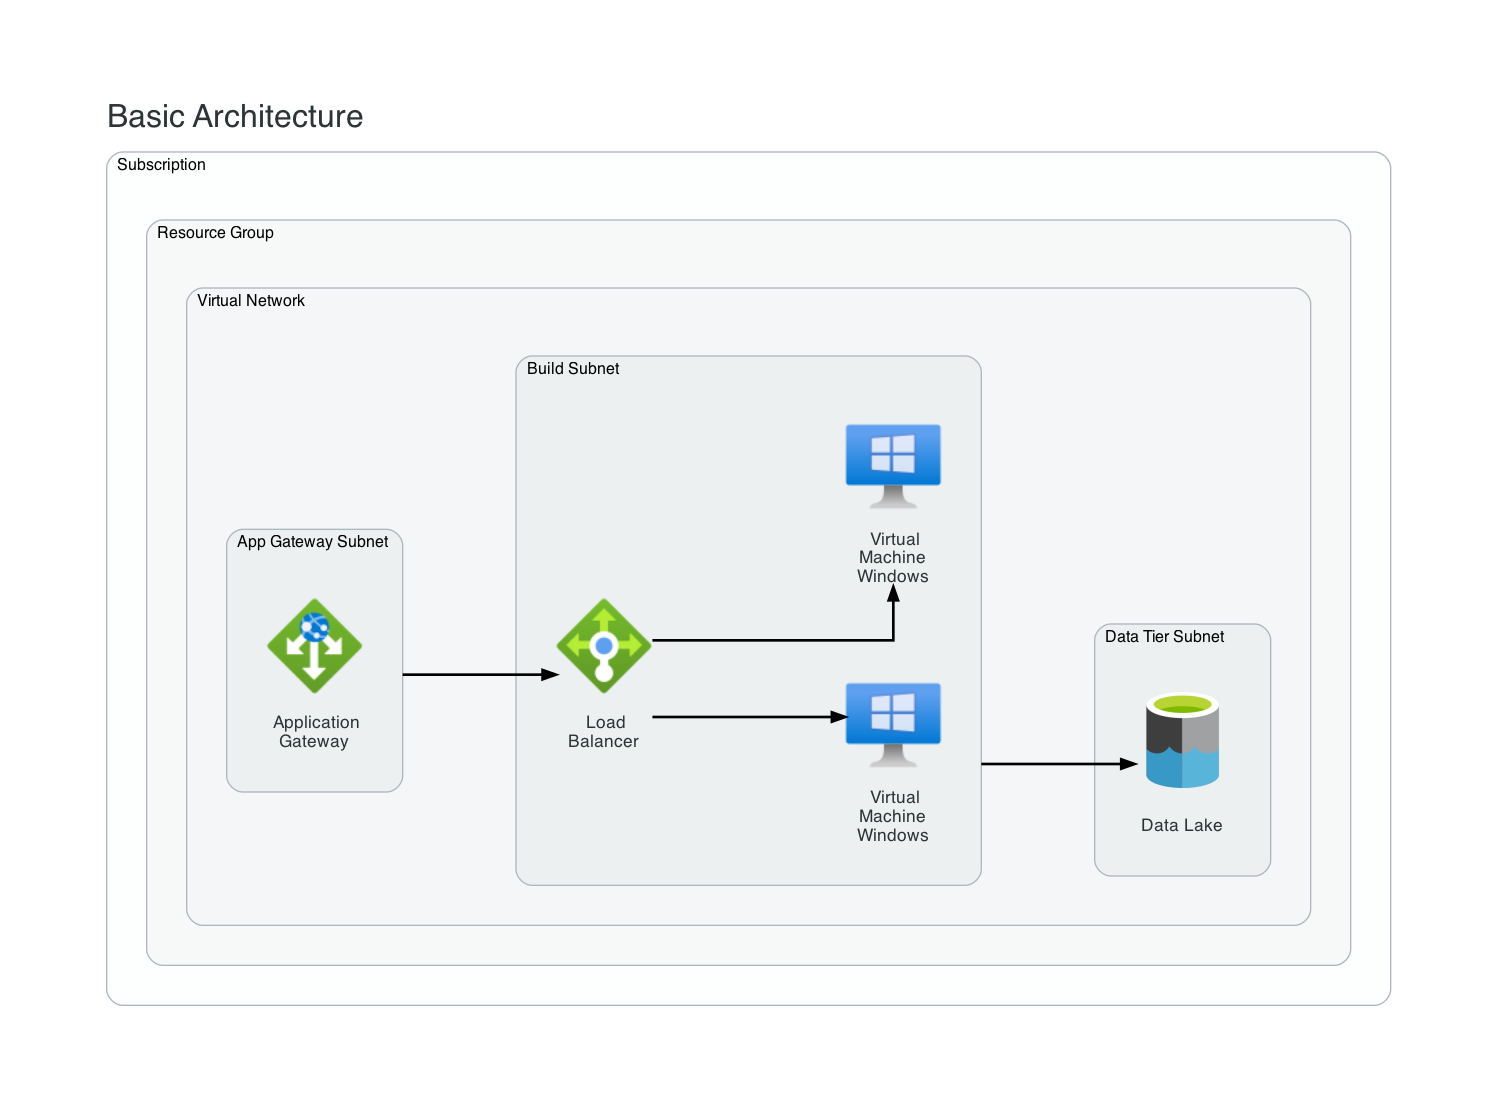 Basic Architecture
Subscription
Resource Group
Virtual Network
Build Subnet
Virtual
Machine
Windows
App Gateway Subnet
Application
Gateway
Load
Balancer
Virtual
Machine
Windows
Data Tier Subnet
Data Lake